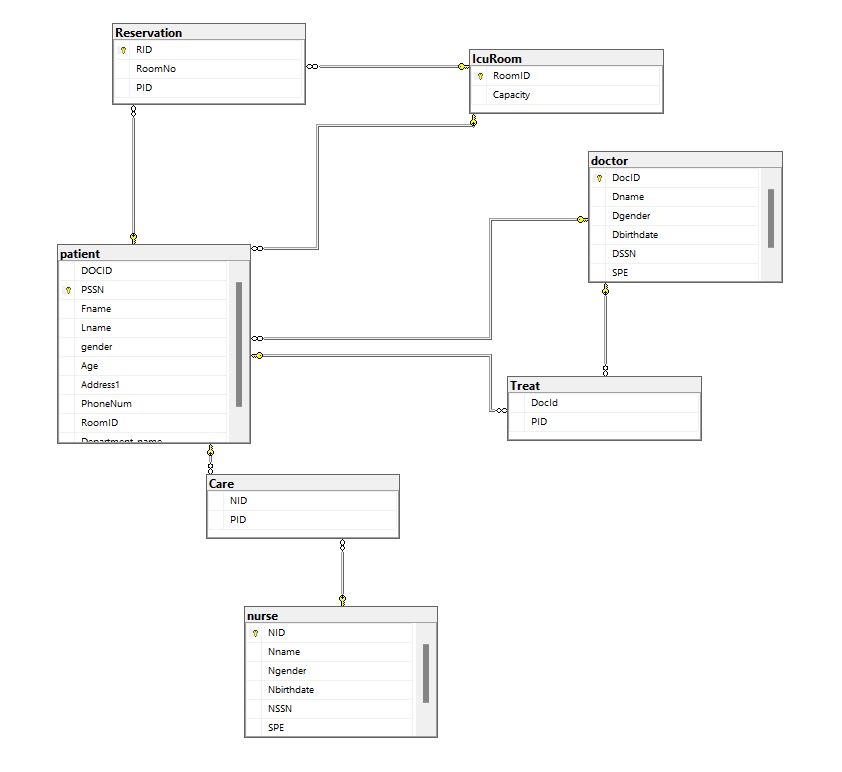 Reservation
RID
RoomNo
PID
IcuRoom
RoomID
Capacity
doctor
DocID
Dname
Dgender
Dbirthdate
DSSN
SPE
patient
DOCID
PSSN
Fname
Lname
gender
Age
Address1
PhoneNum
RoomID
Department_name
Treat
DocId
PID
Care
NID
PID
nurse
NID
Nname
Ngender
Nbirthdate
NSSN
SPE